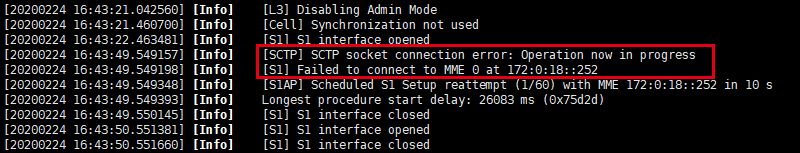 [20200224 16:43:21.042560] [Info] [L3] Disabling Admin Mode
[20200224 16:43:21.460700] [Info] [Cell] Synchronization not used
[20200224 16:43:22.463481] [Info] [S1] S1 interface opened
[20200224 16:43:49.549157] [Info] [SCTP] SCTP socket connection error: Operation now in progress
[20200224 16:43:49.549198] [Info] [S1] Failed to connect to MME 0 at 172:0:18::252
[20200224 16:43:49.549348] [Info] [S1AP] Scheduled S1 Setup reattempt (1/60) with MME 172:0:18::252 in 10 s
[20200224 16:43:49.549393] [Info] Longest procedure start delay: 26083 ms (0x75d2d)
[20200224 16:43:49.550145] [Info] [S1] S1 interface closed
[20200224 16:43:50.551381] [Info] [S1] S1 interface opened
[20200224 16:43:50.551660] [Info] [S1] S1 interface closed